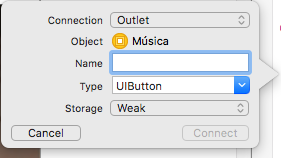 Connection Outlet
Object Música
Name
Type UIButton
Storage Weak
Cancel Connect